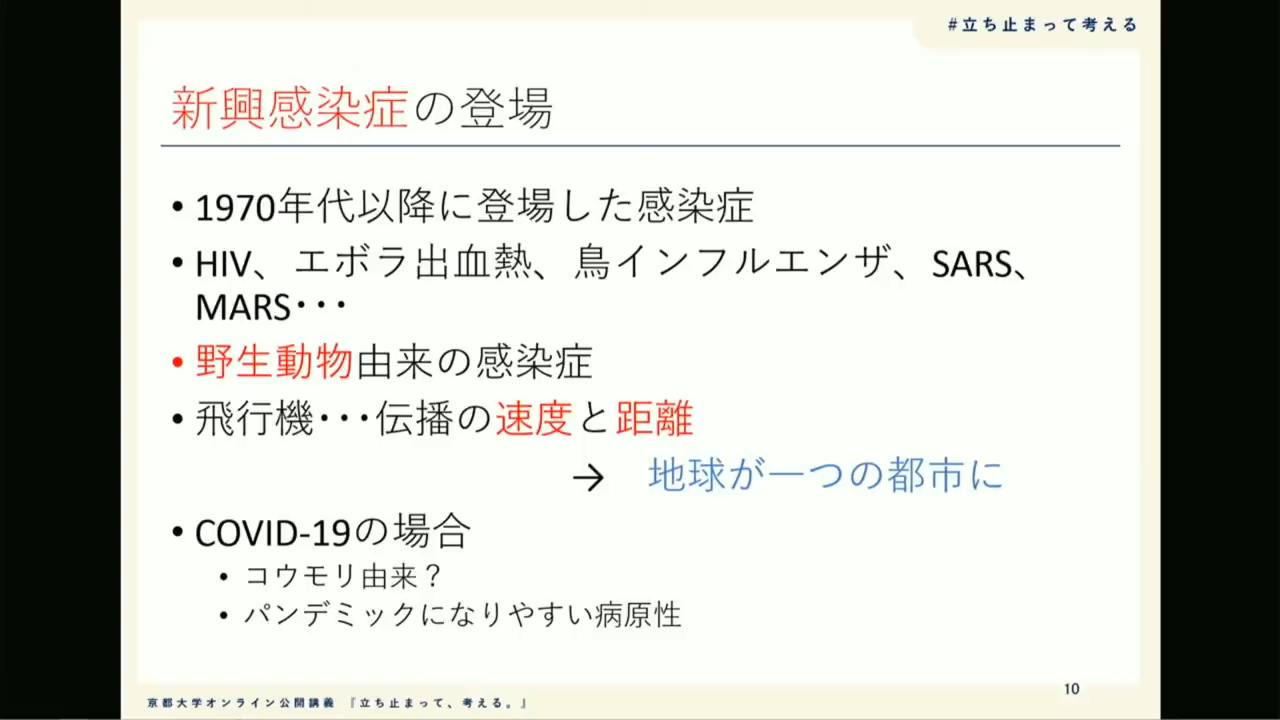 #立ち止まって考える
新興感染症の登場
• 1970年代以降に登場した感染症
• HIV、エボラ出血熱、鳥インフルエンザ、SARS、
MARS･･･
• 野生動物由来の感染症
• 飛行機･･･伝播の速度と距離
→ 地球が一つの都市に
• COVID-19の場合
• コウモリ由来？
• パンデミックになりやすい病原性
10
京都大学オンライン公開講義 『立ち止まって、考える。』